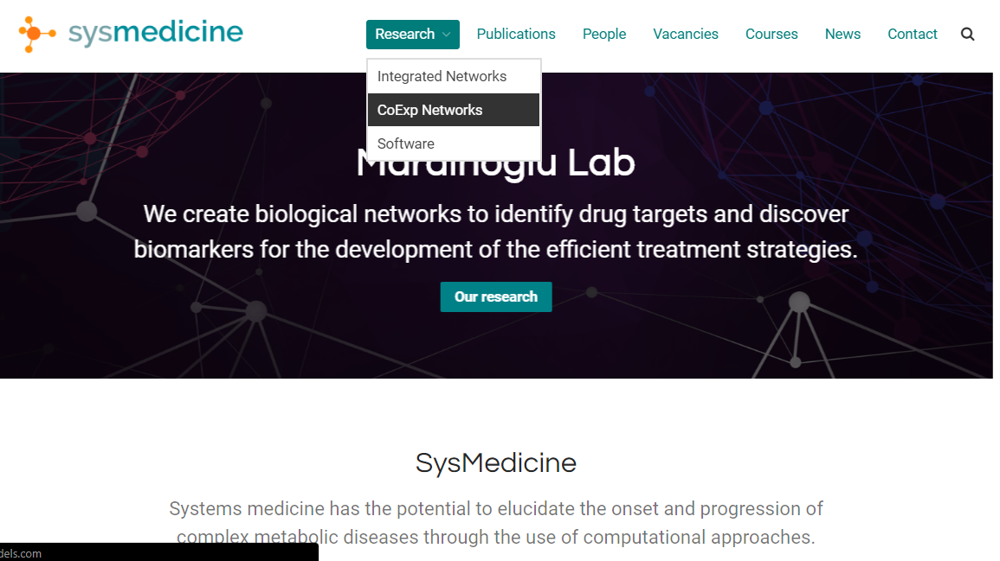 sysmedicine
Research Publications People Vacancies Courses News Contact
Integrated Networks
CoExp Networks
Software
Mardinoglu Lab
We create biological networks to identify drug targets and discover
biomarkers for the development of the efficient treatment strategies.
Our research
SysMedicine
Systems medicine has the potential to elucidate the onset and progression of
complex metabolic diseases through the use of computational approaches.
dels.com